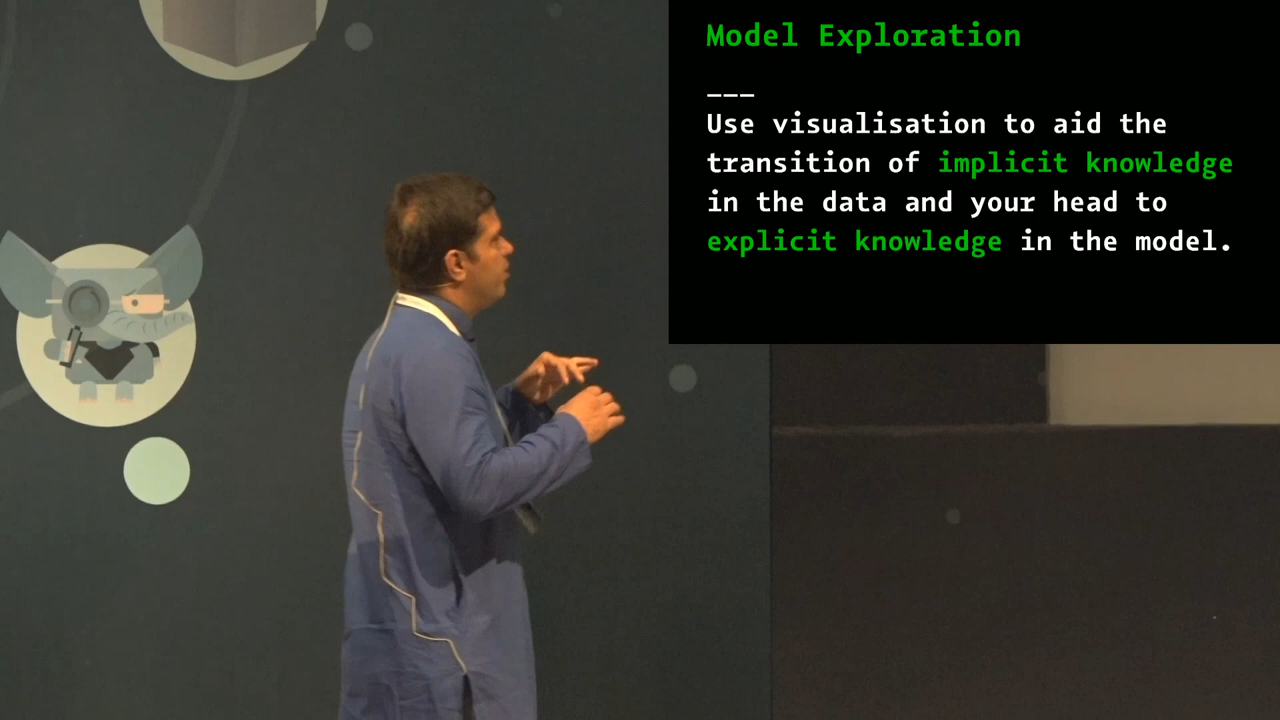 Model Exploration
___
Use visualisation to aid the
transition of implicit knowledge
in the data and your head to
explicit knowledge in the model.